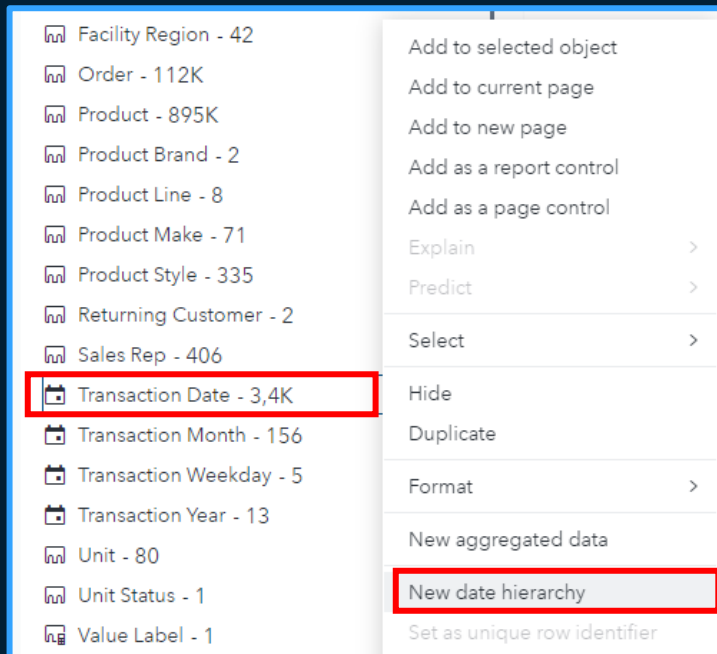 Facility Region - 42
Order - 112K
Product - 895K
Product Brand - 2
Product Line - 8
Product Make - 71
Product Style - 335
Returning Customer - 2
Sales Rep - 406
Transaction Date - 3,4K
Transaction Month - 156
Transaction Weekday - 5
Transaction Year - 13
Unit - 80
Unit Status - 1
Value Label - 1
Add to selected object
Add to current page
Add to new page
Add as a report control
Add as a page control
Explain
Predict
Select
Hide
Duplicate
Format
New aggregated data
New date hierarchy
Set as unique row identifier